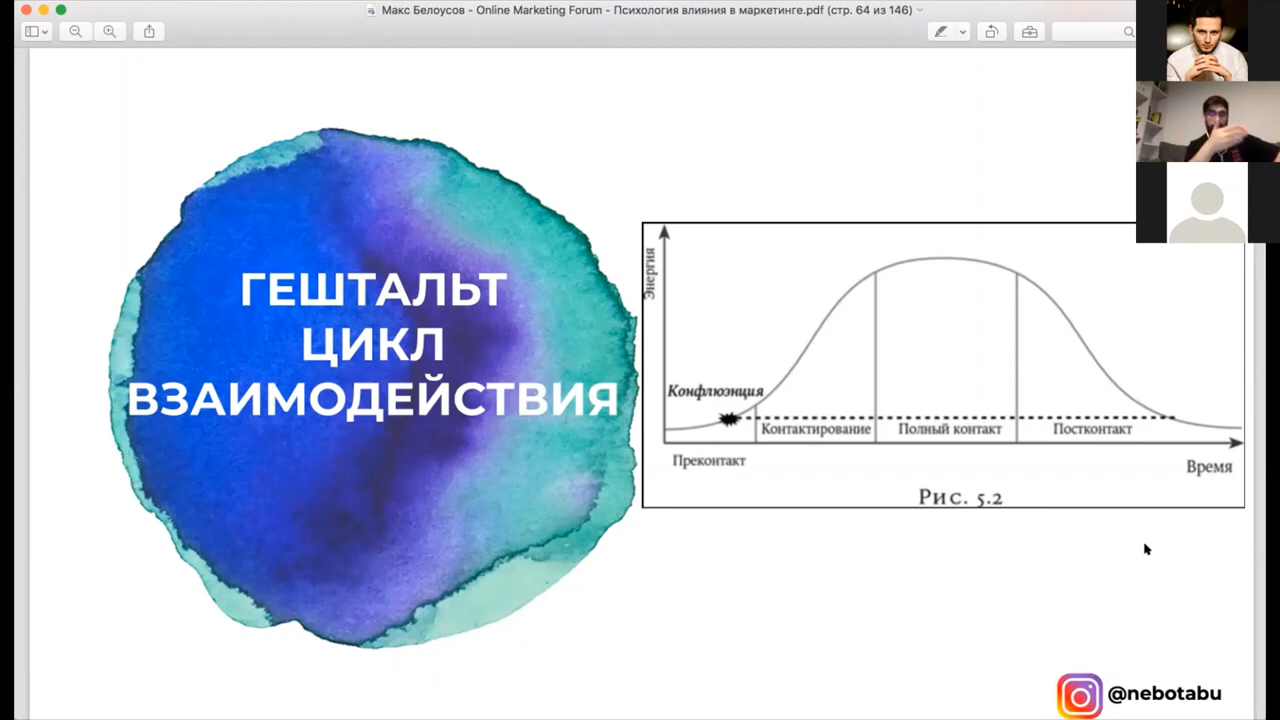 Макс Белоусов - Online Marketing Forum - Психология влияния в маркетинге.pdf (стр. 64 из 146)
ГЕШТАЛЬТ
ЦИКЛ
ВЗАИМОДЕЙСТВИЯ
Энергия
Конфлюэнция
Контактирование
Полный контакт
Постконтакт
Преконтакт
Время
Рис. 5.2
@nebotabu